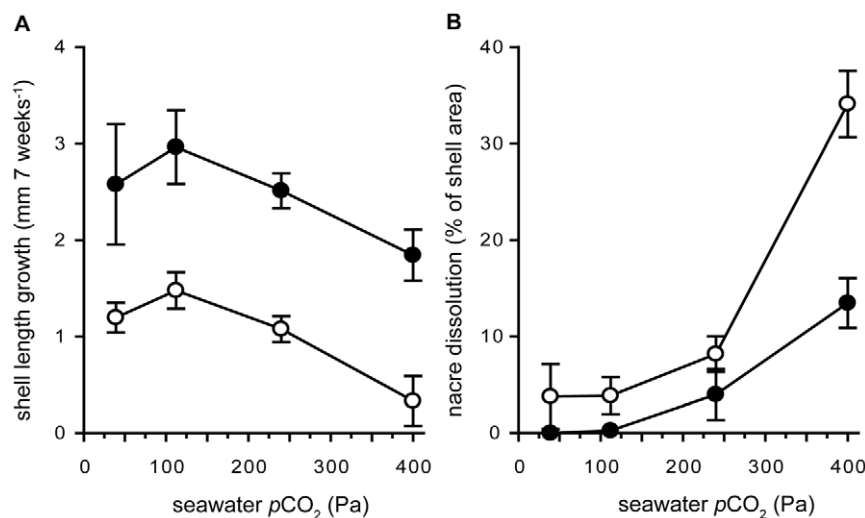 A
shell length growth (mm 7 weeks⁻¹)
4
3
2
1
0
0 100 200 300 400
seawater pCO₂ (Pa)
B
nacre dissolution (% of shell area)
40
30
20
10
0
0 100 200 300 400
seawater pCO₂ (Pa)